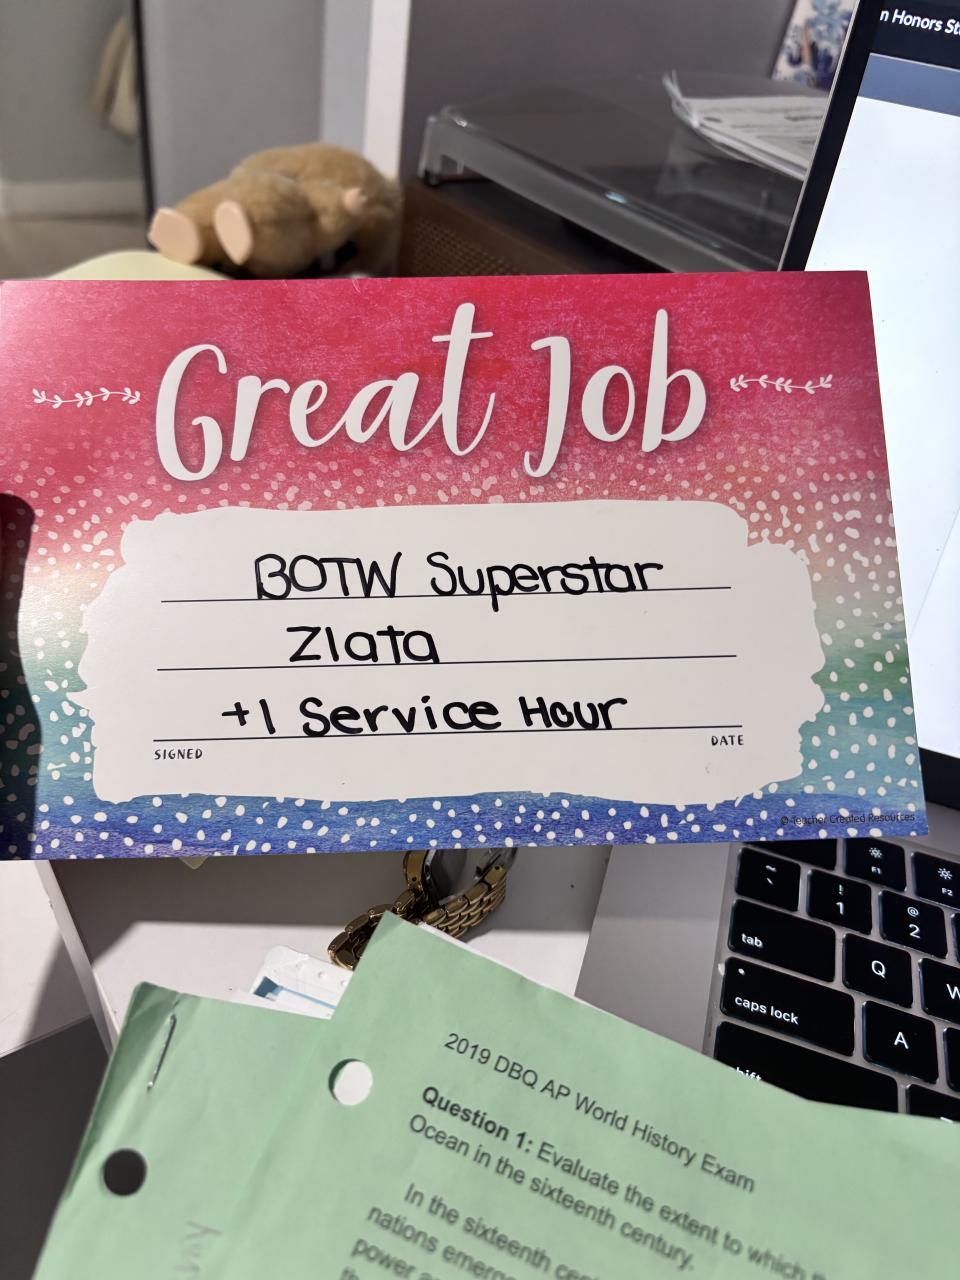 n Honors St
Great Job
BOTW Superstar
Zlata
+1 Service Hour
SIGNED DATE
© Teacher Created Resources
F1
F2
~
`
!
1
@
2
tab
Q
W
caps lock
A
shift
2019 DBQ AP World History Exam
Question 1: Evaluate the extent to which
Ocean in the sixteenth century.
In the sixteenth cen
nations emerg
power a